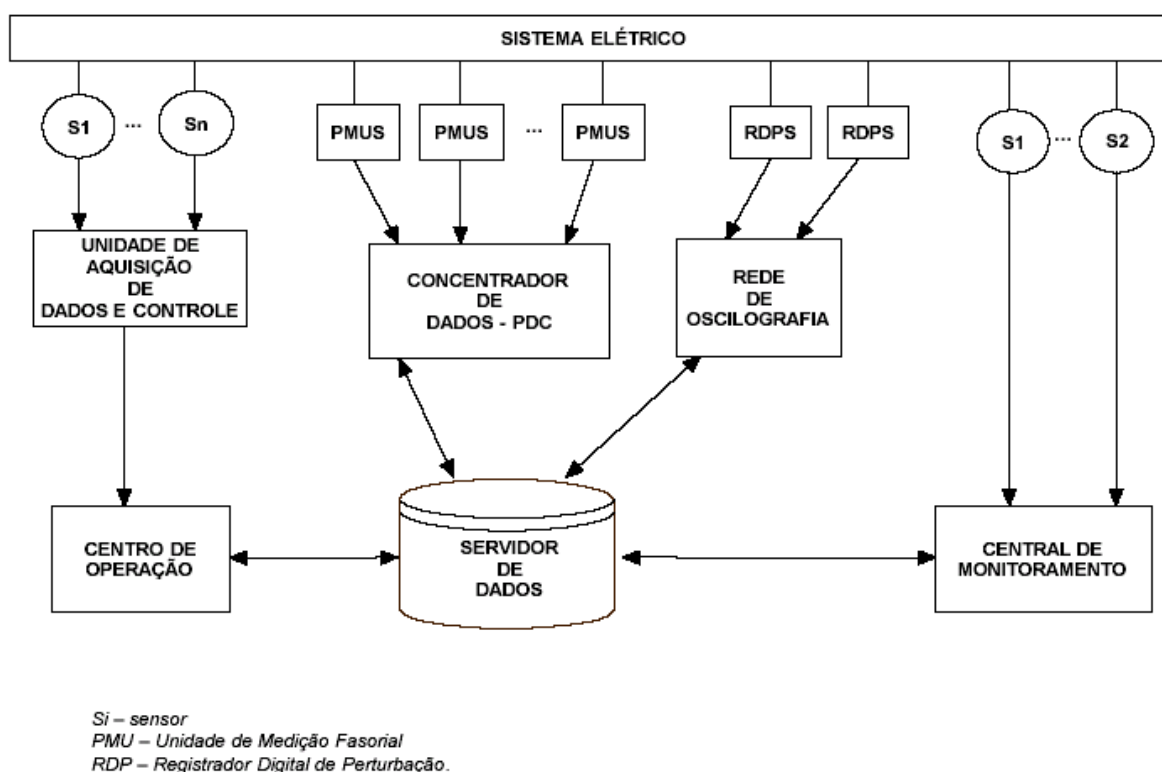 SISTEMA ELÉTRICO
S1
...
Sn
PMUS
PMUS
...
PMUS
RDPS
RDPS
S1
...
S2
UNIDADE DE
AQUISIÇÃO
DE
DADOS E CONTROLE
CONCENTRADOR
DE
DADOS - PDC
REDE
DE
OSCILOGRAFIA
CENTRO DE
OPERAÇÃO
SERVIDOR
DE
DADOS
CENTRAL DE
MONITORAMENTO
Si – sensor
PMU – Unidade de Medição Fasorial
RDP – Registrador Digital de Perturbação.